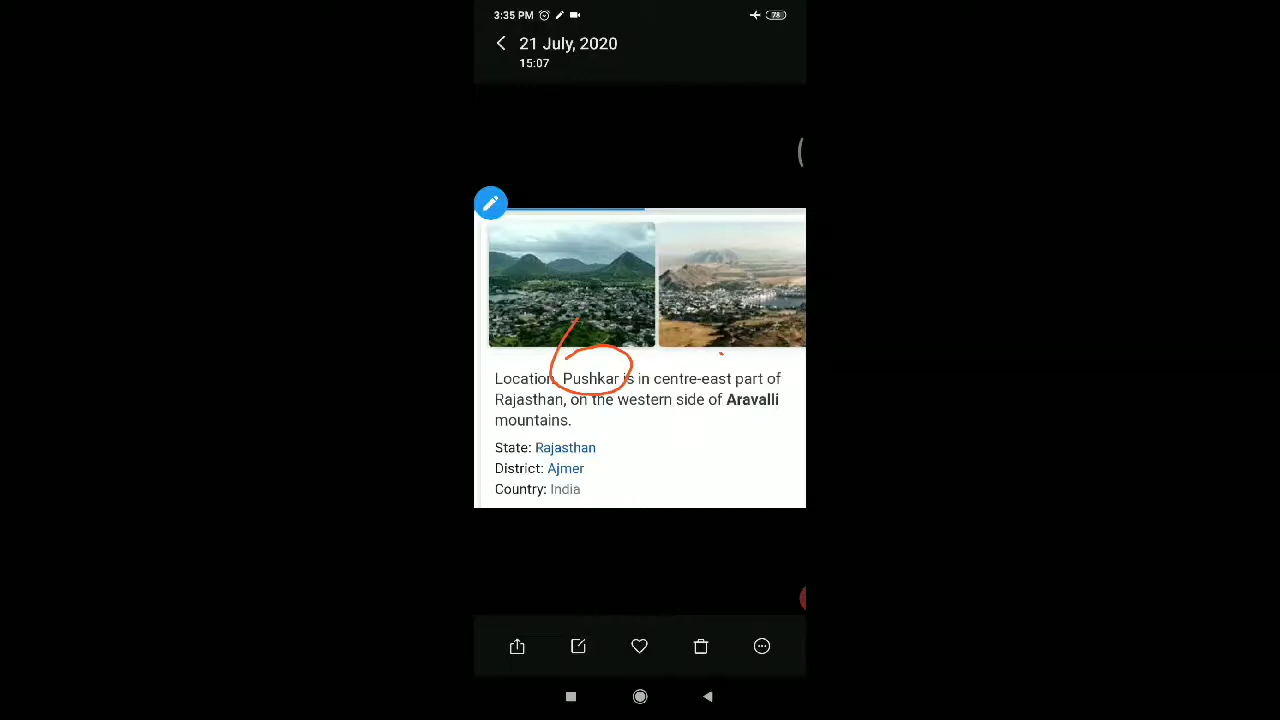 3:35 PM 78
21 July, 2020
15:07
Location: Pushkar is in centre-east part of
Rajasthan, on the western side of Aravalli
mountains.
State: Rajasthan
District: Ajmer
Country: India